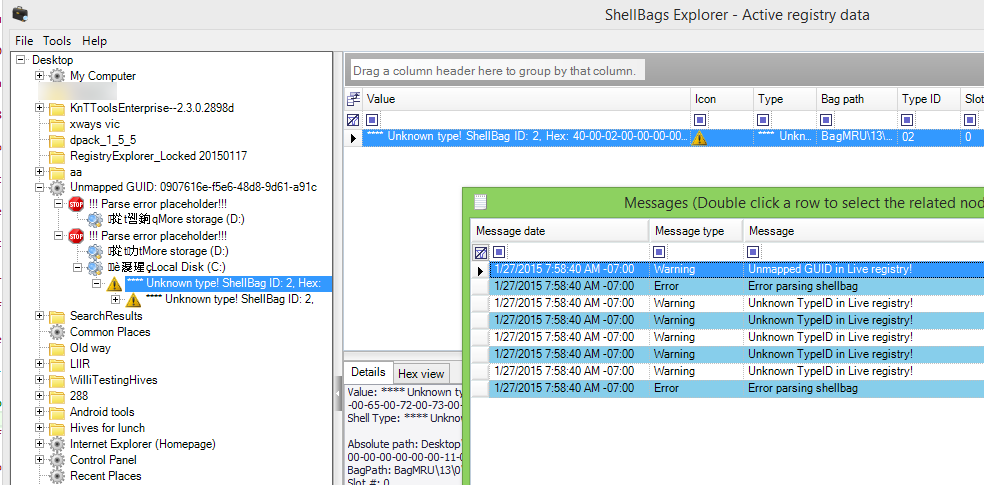 ShellBags Explorer - Active registry data
File Tools Help
Desktop
My Computer
KnTToolsEnterprise--2.3.0.2898d
xways vic
dpack_1_5_5
RegistryExplorer_Locked 20150117
aa
Unmapped GUID: 0907616e-f5e6-48d8-9d61-a91c
STOP !!! Parse error placeholder!!!
More storage (D:)
STOP !!! Parse error placeholder!!!
More storage (D:)
Local Disk (C:)
**** Unknown type! ShellBag ID: 2, Hex:
**** Unknown type! ShellBag ID: 2,
SearchResults
Common Places
Old way
LIIR
WilliTestingHives
288
Android tools
Hives for lunch
Internet Explorer (Homepage)
Control Panel
Recent Places
Drag a column header here to group by that column.
Value Icon Type Bag path Type ID Slot
**** Unknown type! ShellBag ID: 2, Hex: 40-00-02-00-00-00-00... **** Unkn... BagMRU\13\... 02 0
Messages (Double click a row to select the related nod
Message date Message type Message
1/27/2015 7:58:40 AM -07:00 Warning Unmapped GUID in Live registry!
1/27/2015 7:58:40 AM -07:00 Error Error parsing shellbag
1/27/2015 7:58:40 AM -07:00 Warning Unknown TypeID in Live registry!
1/27/2015 7:58:40 AM -07:00 Warning Unknown TypeID in Live registry!
1/27/2015 7:58:40 AM -07:00 Warning Unknown TypeID in Live registry!
1/27/2015 7:58:40 AM -07:00 Warning Unknown TypeID in Live registry!
1/27/2015 7:58:40 AM -07:00 Warning Unknown TypeID in Live registry!
1/27/2015 7:58:40 AM -07:00 Error Error parsing shellbag
Details Hex view
Value: **** Unknown ty
-00-65-00-72-00-73-00-
Shell Type: **** Unknow
Absolute path: Desktop
00-00-00-00-00-00-11-0
BagPath: BagMRU\13\0
Slot #: 0